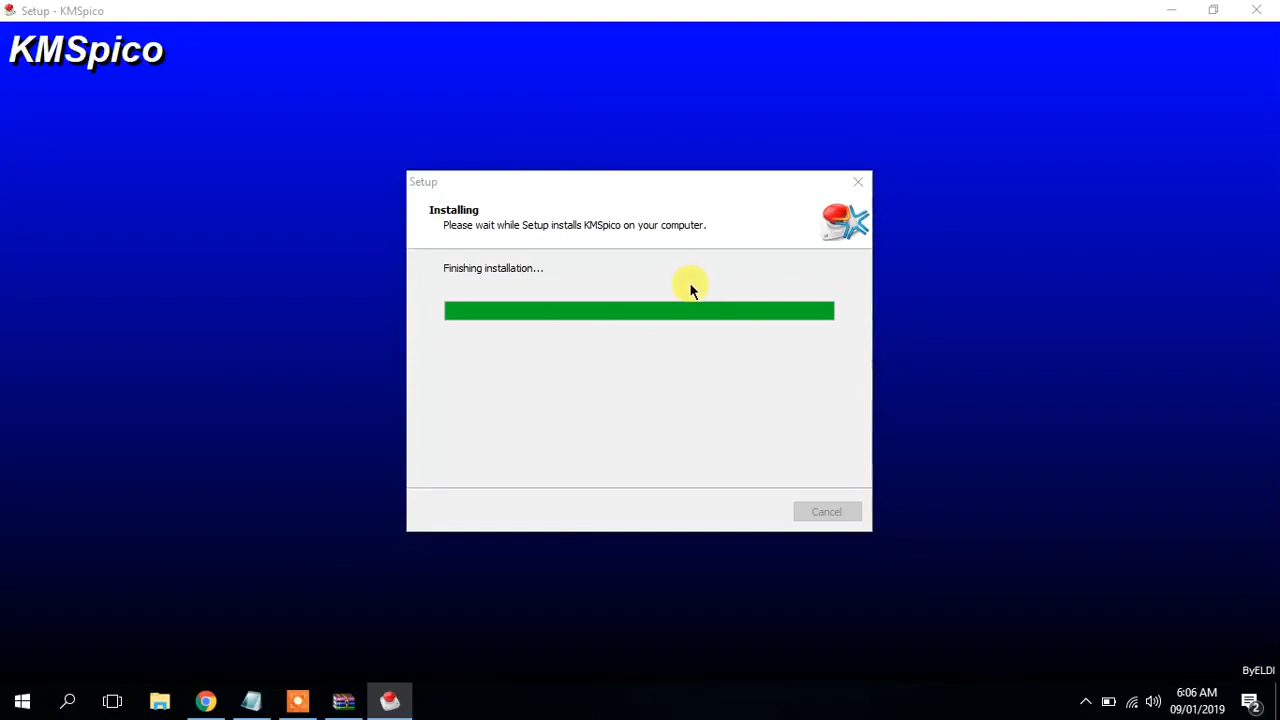 Setup - KMSpico
KMSpico
Setup
Installing
Please wait while Setup installs KMSpico on your computer.
Finishing installation...
Cancel
ByELDI
6:06 AM
09/01/2019
2